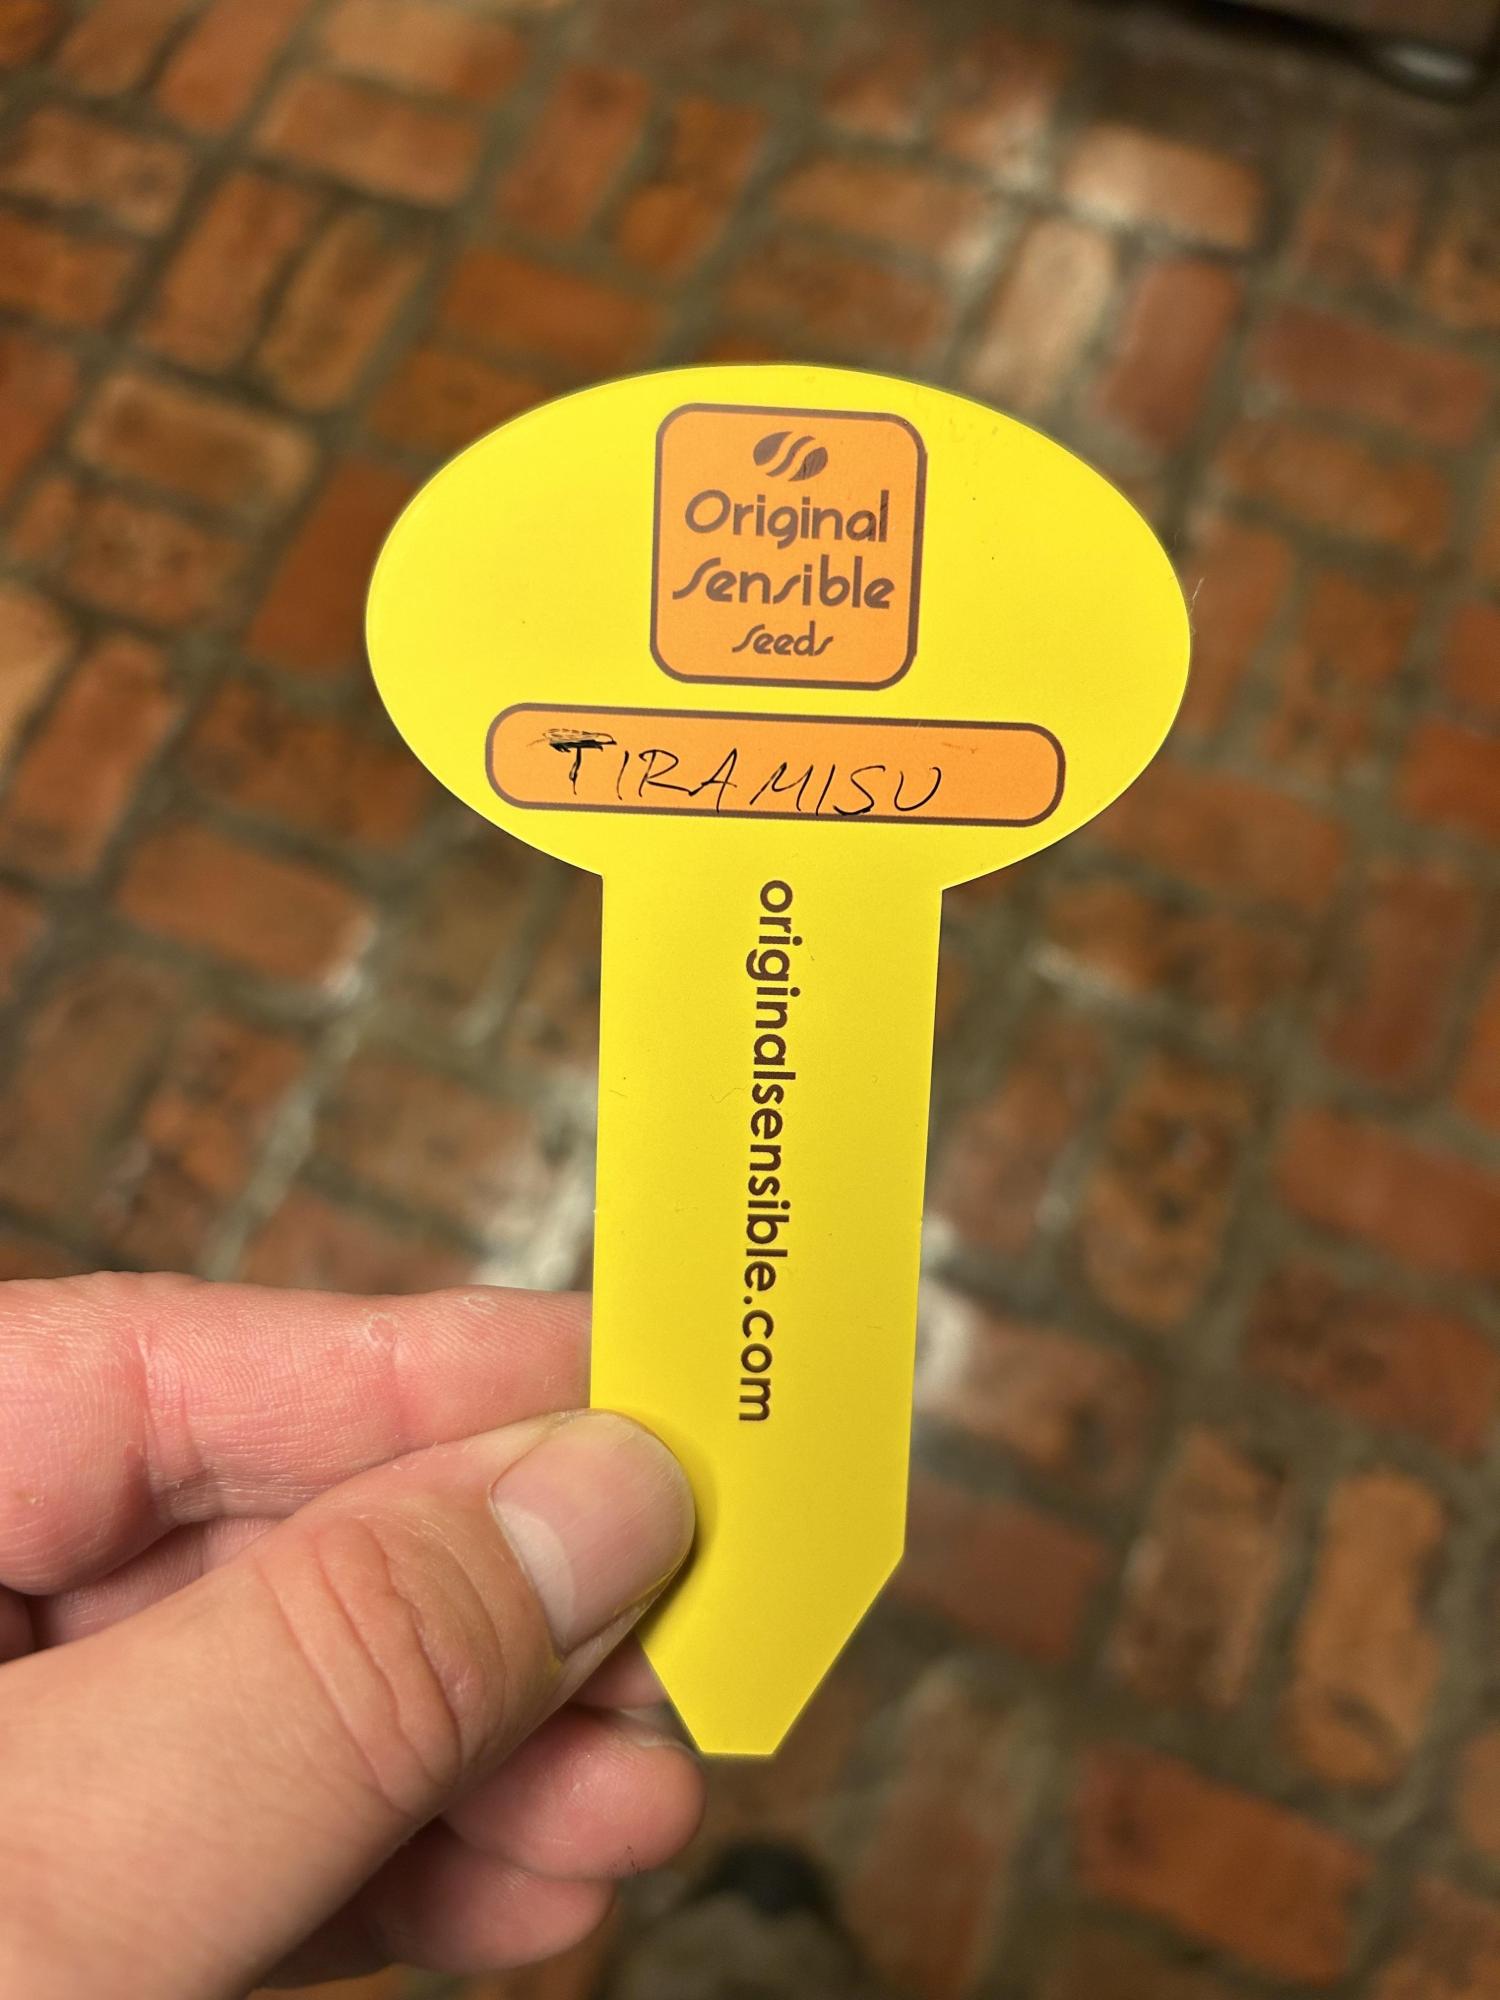 Original
Sensible
Seeds
TIRAMISU
originalsensible.com